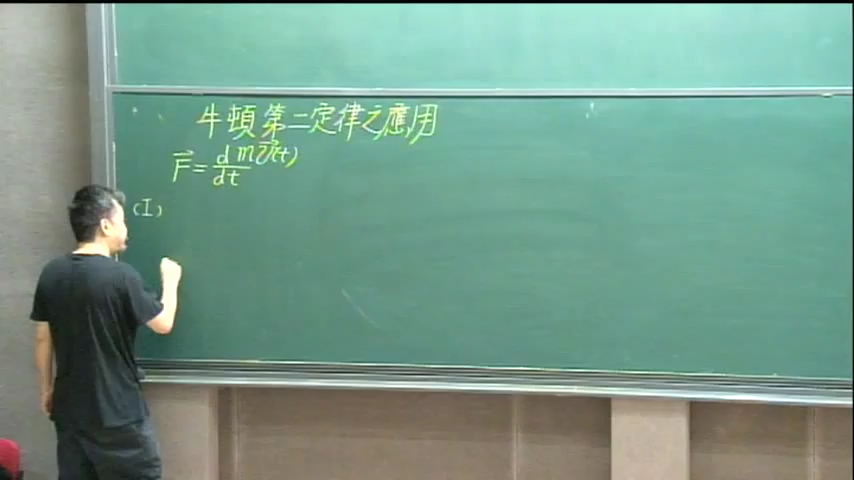 牛頓第二定律之應用
F⃗ = d m v⃗(t) / dt
(I)